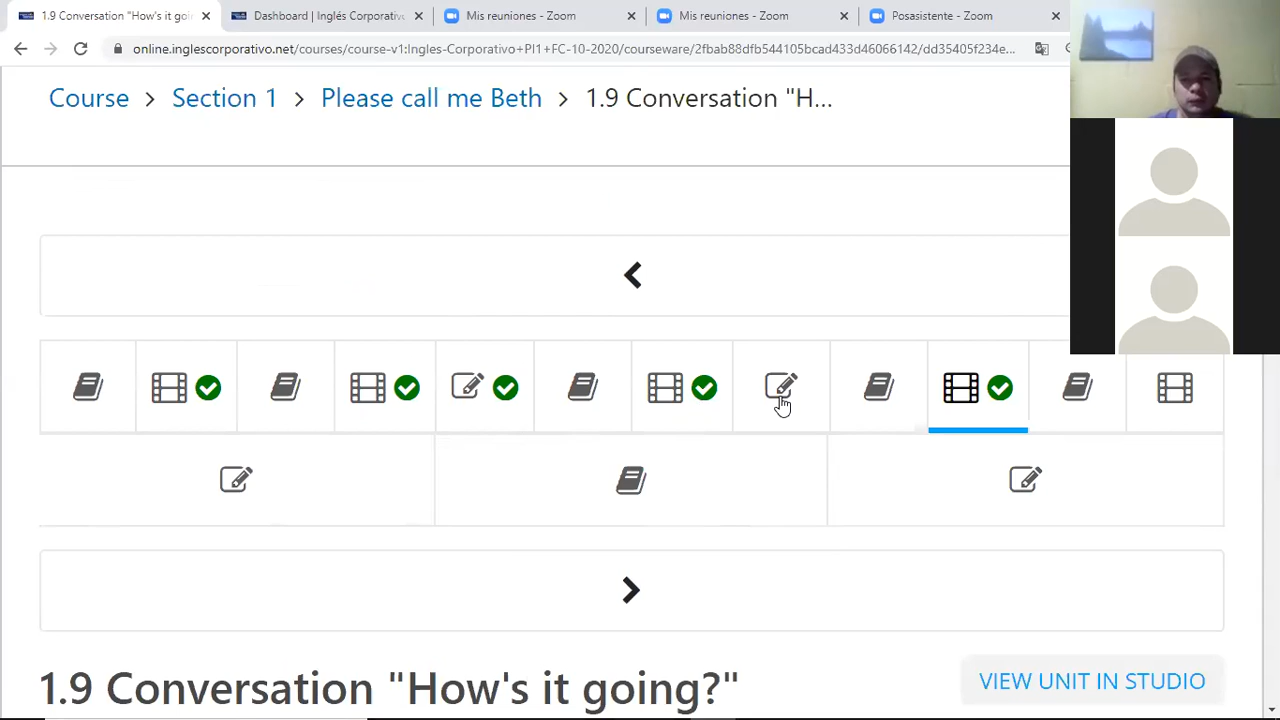 1.9 Conversation "How's it goi
Dashboard | Inglés Corporativo
Mis reuniones - Zoom
Mis reuniones - Zoom
Posasistente - Zoom
online.inglescorporativo.net/courses/course-v1:Ingles-Corporativo+PI1+FC-10-2020/courseware/2fbab882b544105bcad433d46066142/dd35405f234e...
Course > Section 1 > Please call me Beth > 1.9 Conversation "H...
1.9 Conversation "How's it going?"
VIEW UNIT IN STUDIO